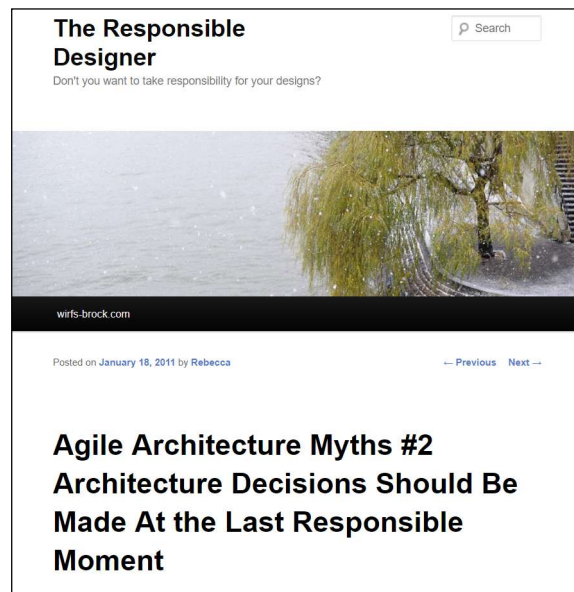 The Responsible
Designer
Search
Don't you want to take responsibility for your designs?
wirfs-brock.com
Posted on January 18, 2011 by Rebecca
← Previous Next →
Agile Architecture Myths #2
Architecture Decisions Should Be
Made At the Last Responsible
Moment